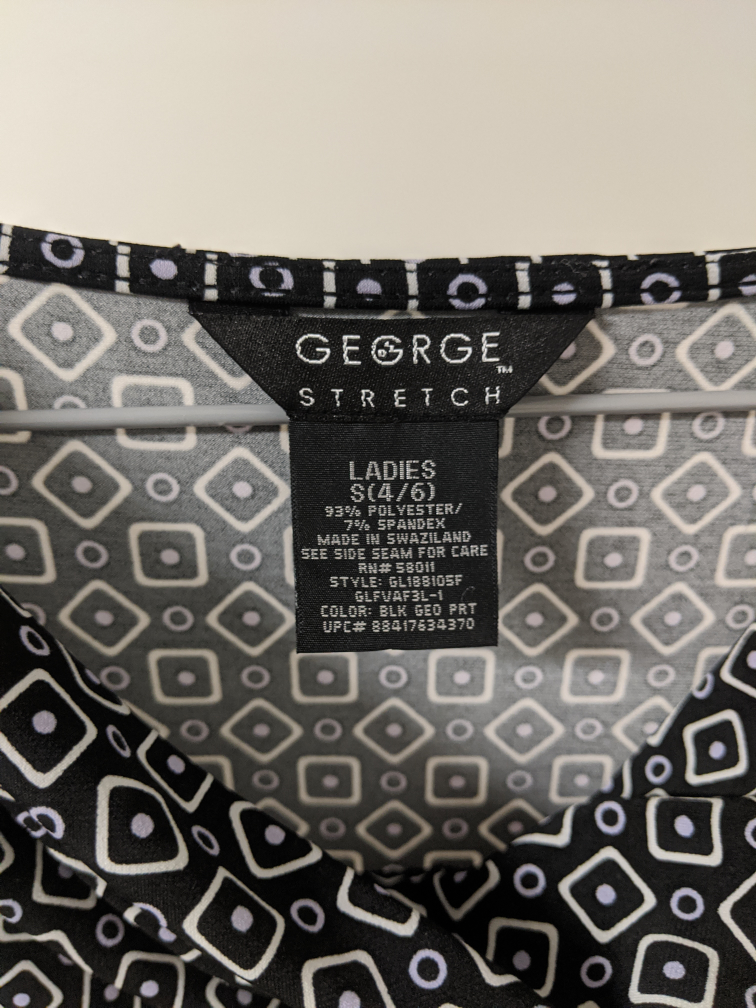 GEORGE
TM
STRETCH
LADIES
S(4/6)
93% POLYESTER/
7% SPANDEX
MADE IN SWAZILAND
SEE SIDE SEAM FOR CARE
RN# 58011
STYLE: GL188105F
GLFVAF3L-1
COLOR: BLK GEO PRT
UPC# 88417634370